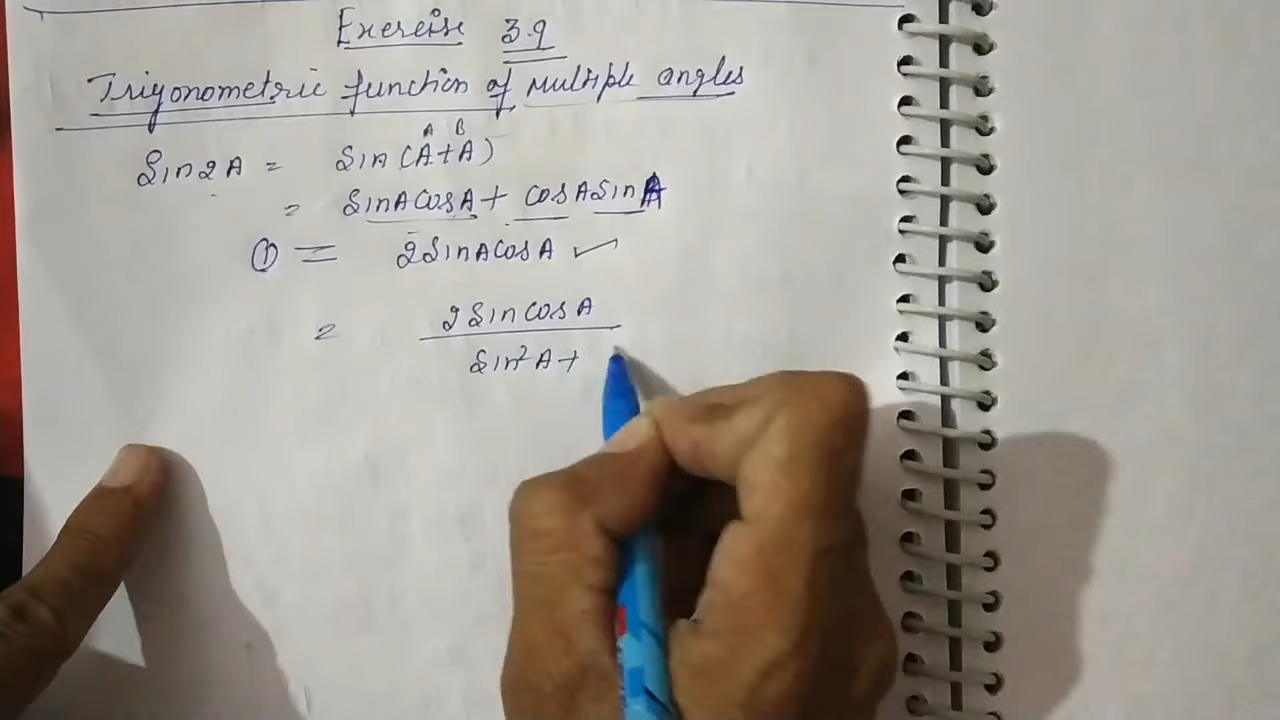 Exercise 3.9
Trigonometric function of multiple angles
A B
Sin2A = Sin(A+A)
= SinACosA + CosASinA
① = 2SinACosA ✓
= 2SinCosA
Sin²A+